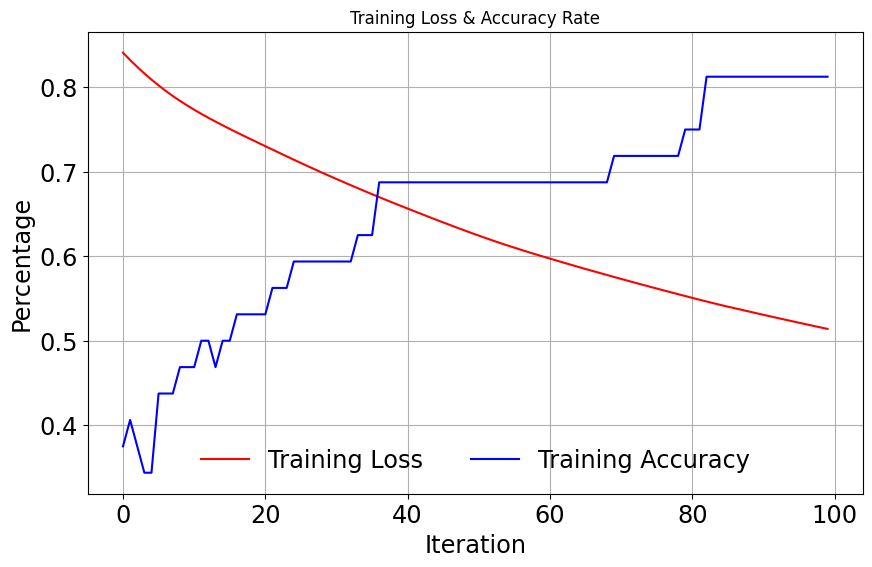 Training Loss & Accuracy Rate
Percentage
0.8
0.7
0.6
0.5
0.4
Training Loss
Training Accuracy
0
20
40
60
80
100
Iteration